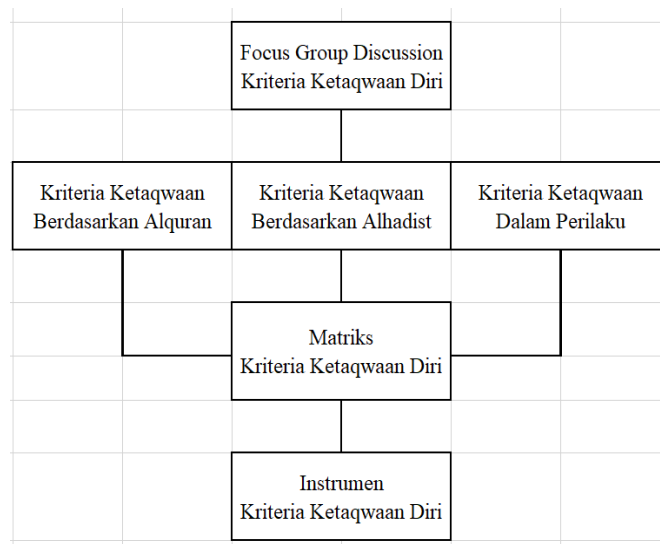 Focus Group Discussion
Kriteria Ketaqwaan Diri
Kriteria Ketaqwaan
Berdasarkan Alquran
Kriteria Ketaqwaan
Berdasarkan Alhadist
Kriteria Ketaqwaan
Dalam Perilaku
Matriks
Kriteria Ketaqwaan Diri
Instrumen
Kriteria Ketaqwaan Diri